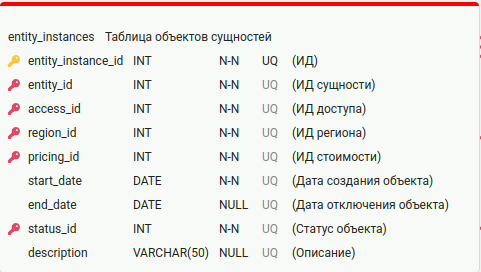 entity_instances Таблица объектов сущностей
entity_instance_id INT N-N UQ (ИД)
entity_id INT N-N UQ (ИД сущности)
access_id INT N-N UQ (ИД доступа)
region_id INT N-N UQ (ИД региона)
pricing_id INT N-N UQ (ИД стоимости)
start_date DATE N-N UQ (Дата создания объекта)
end_date DATE NULL UQ (Дата отключения объекта)
status_id INT N-N UQ (Статус объекта)
description VARCHAR(50) NULL UQ (Описание)